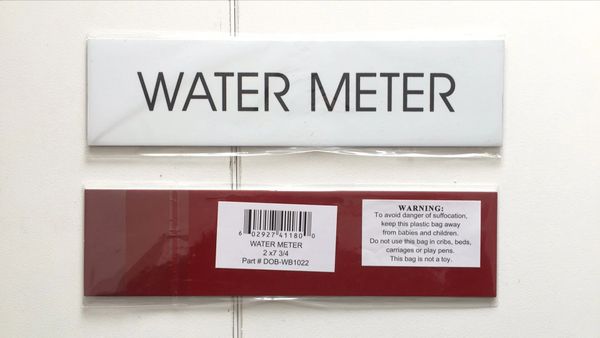 WATER METER
6 02927 41180 0
WATER METER
2 x7 3/4
Part # DOB-WB1022
WARNING:
To avoid danger of suffocation,
keep this plastic bag away
from babies and children.
Do not use this bag in cribs, beds,
carriages or play pens.
This bag is not a toy.